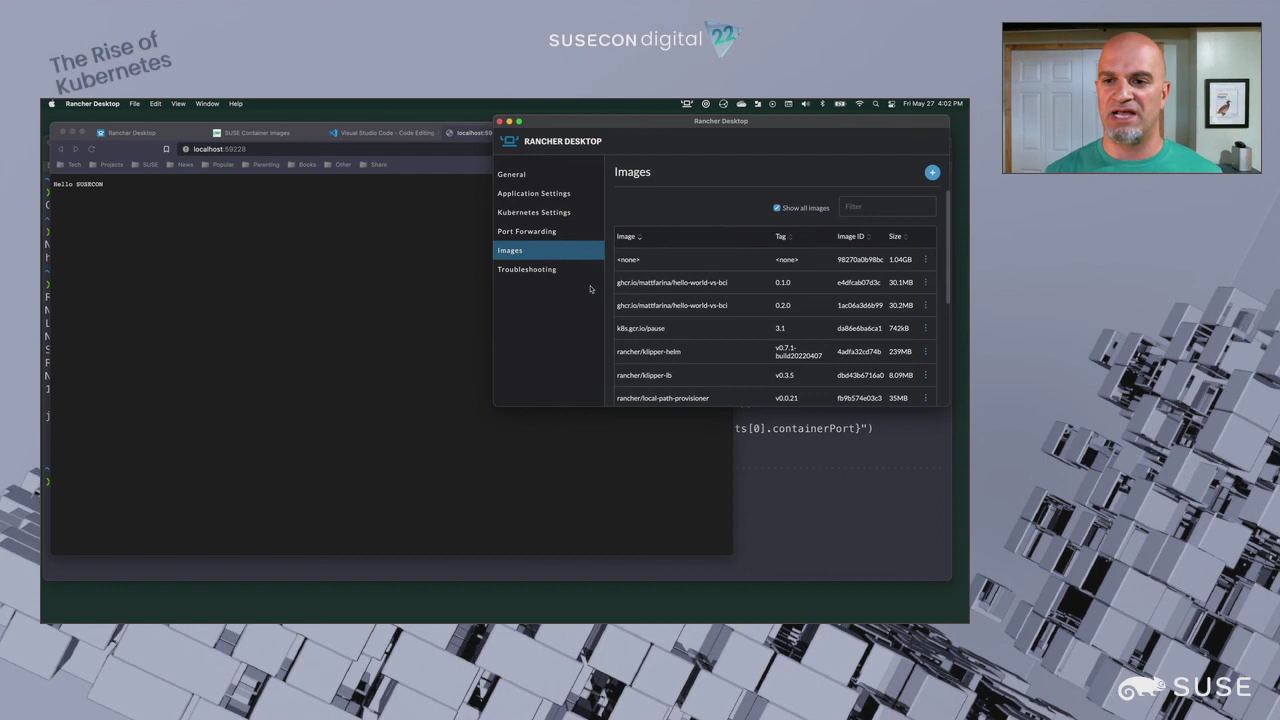 The Rise of
Kubernetes
SUSECON digital 22
Rancher Desktop File Edit View Window Help
Fri May 27 4:02 PM
Rancher Desktop
Rancher Desktop SUSE Container Images Visual Studio Code - Code Editing localhost:59
localhost:59228
Tech Projects SUSE News Popular Parenting Books Other Share
Hello SUSECON
RANCHER DESKTOP
General
Application Settings
Kubernetes Settings
Port Forwarding
Images
Troubleshooting
Images
+
Show all images Filter
Image Tag Image ID Size
<none> <none> 98270a0b98bc 1.04GB
ghcr.io/mattfarina/hello-world-vs-bci 0.1.0 e4dfcab07d3c 30.1MB
ghcr.io/mattfarina/hello-world-vs-bci 0.2.0 1ac06a3d6b99 30.2MB
k8s.gcr.io/pause 3.1 da86e6ba6ca1 742kB
rancher/klipper-helm v0.7.1-build20220407 4adfa32cd74b 239MB
rancher/klipper-lb v0.3.5 dbd43b6716a0 8.09MB
rancher/local-path-provisioner v0.0.21 fb9b574e03c3 35MB
ts[0].containerPort}")
SUSE